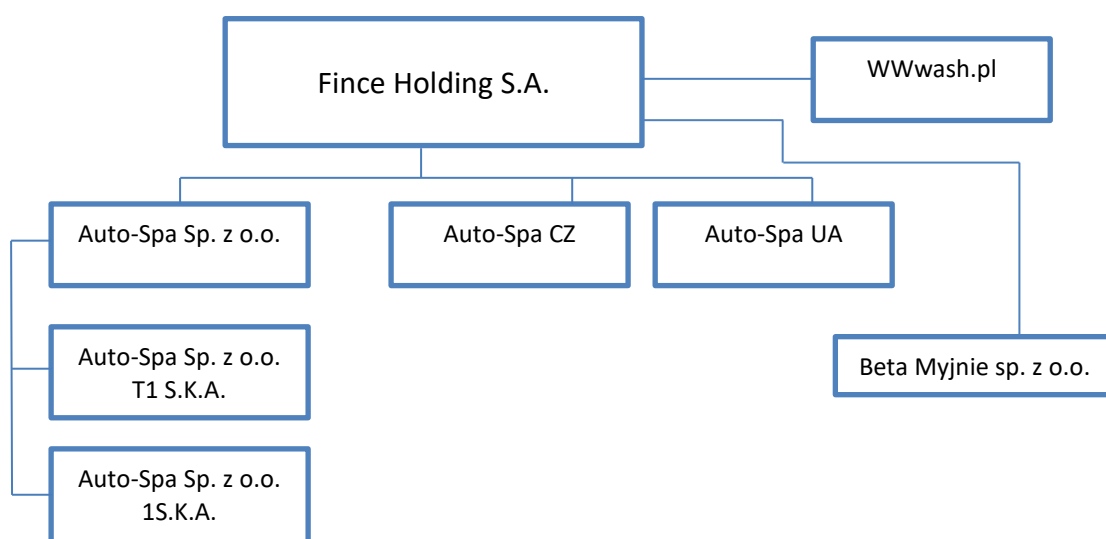 Fince Holding S.A.
WWwash.pl
Auto-Spa Sp. z o.o.
Auto-Spa CZ
Auto-Spa UA
Auto-Spa Sp. z o.o.
T1 S.K.A.
Beta Myjnie sp. z o.o.
Auto-Spa Sp. z o.o.
1S.K.A.